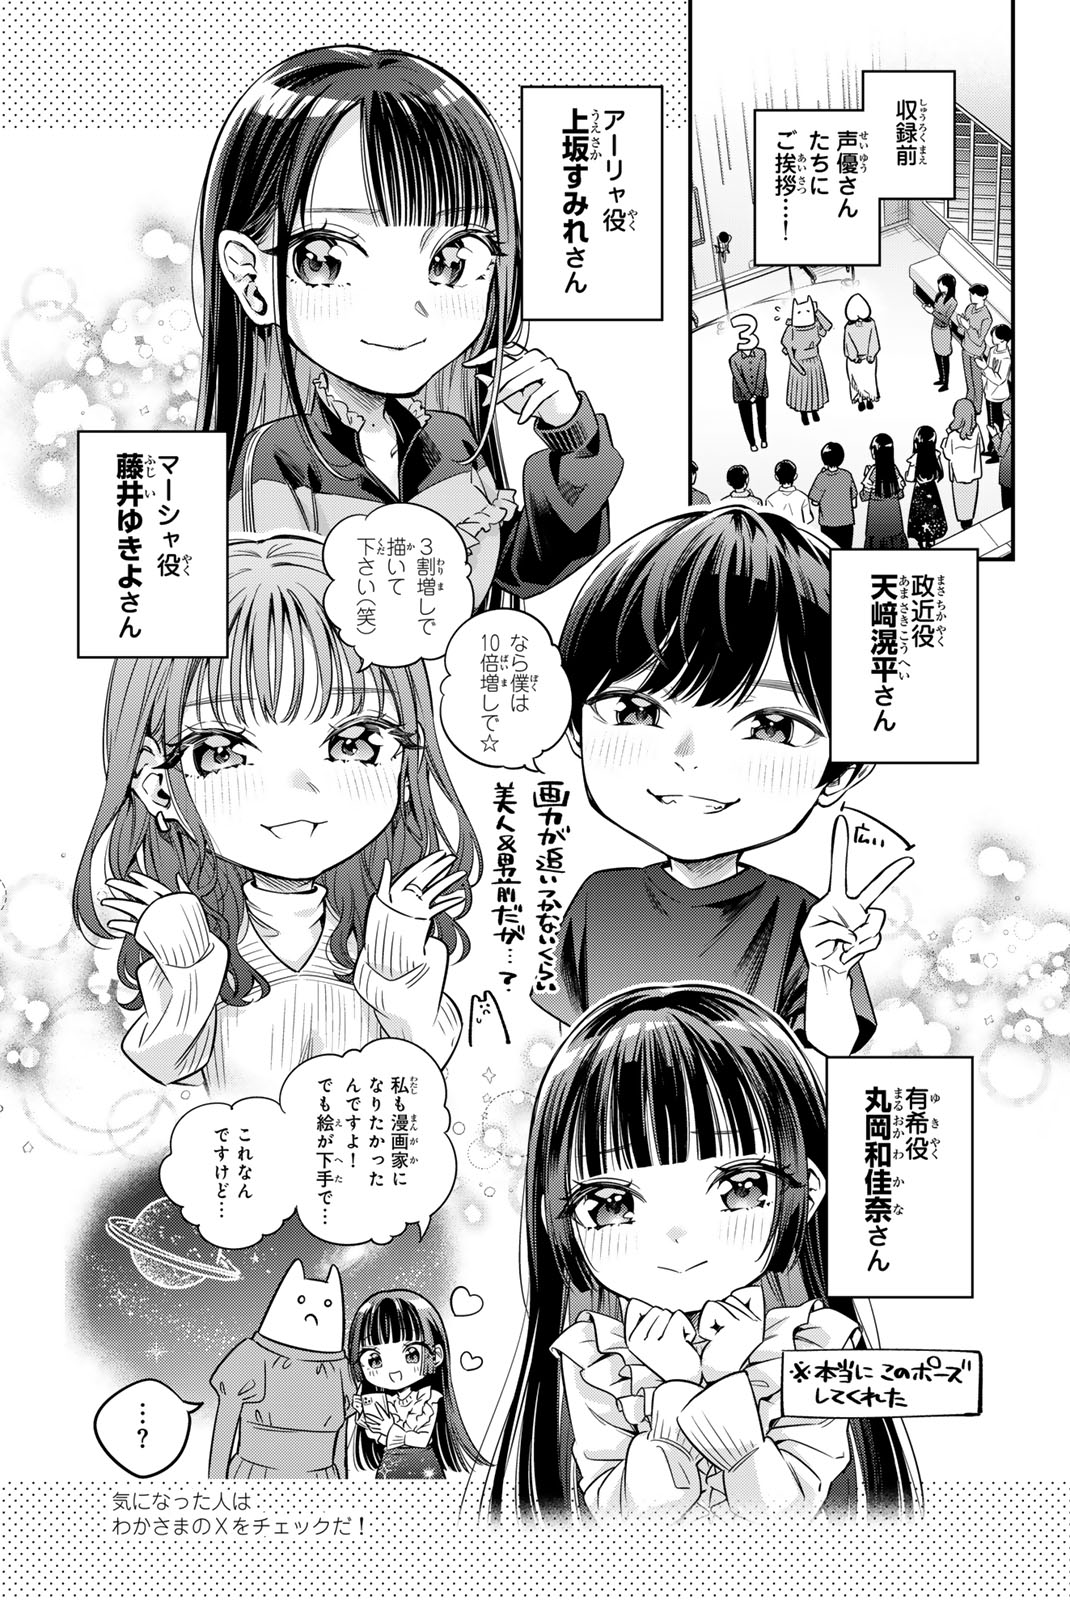 収録前
声優さん
たちに
ご挨拶…！
3
アーリャ役
上坂すみれさん
マーシャ役
藤井ゆきよさん
3割増しで
描いて
下さい(笑)
なら僕は
10倍増しで☆
政近役
天﨑滉平さん
広い
画力が追いつかないくらい
美人&男前だが…？
有希役
丸岡和佳奈さん
私も漫画家に
なりたかった
んですよ！
でも絵が下手で…
これなん
ですけど…
※本当にこのポーズ
してくれた
…？
気になった人は
わかさまのXをチェックだ！